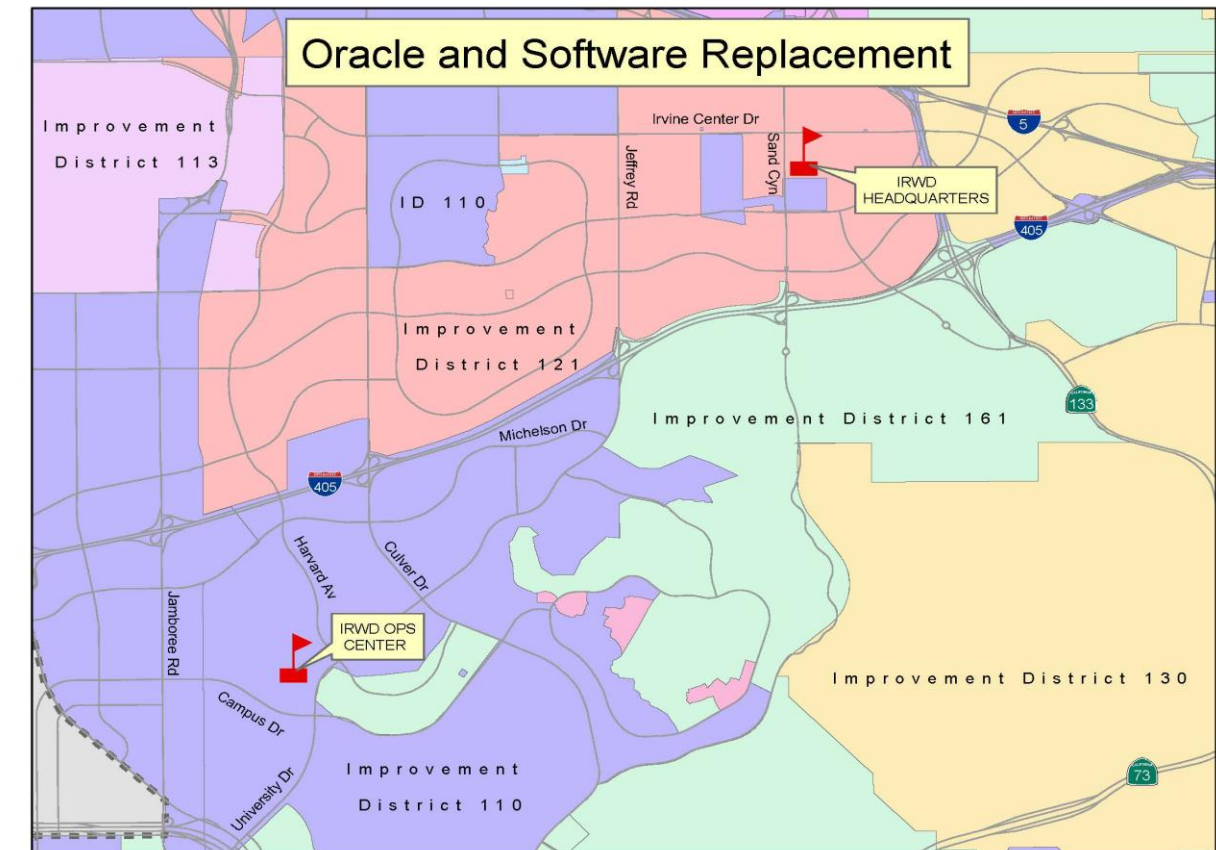 Oracle and Software Replacement
Improvement
District 113
Irvine Center Dr
5
Jeffrey Rd
Sand Cyn
IRWD
HEADQUARTERS
ID 110
405
Improvement
District 121
133
Improvement District 161
Michelson Dr
405
Harvard Av
Culver Dr
Jamboree Rd
IRWD OPS
CENTER
Improvement District 130
Campus Dr
Improvement
District 110
University Dr
73